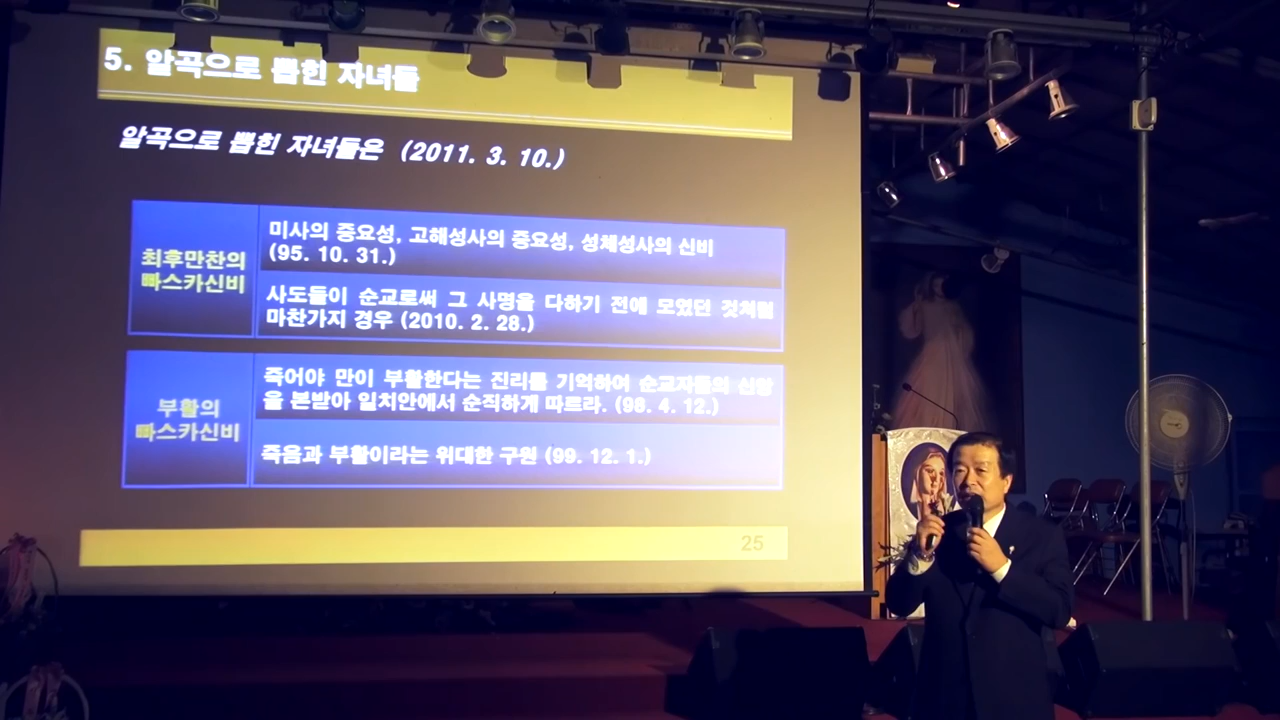 5. 알곡으로 뽑힌 자녀들
알곡으로 뽑힌 자녀들은 (2011. 3. 10.)
최후만찬의
빠스카신비
미사의 중요성, 고해성사의 중요성, 성체성사의 신비
(95. 10. 31.)
사도들이 순교로써 그 사명을 다하기 전에 모였던 것처럼
마찬가지 경우 (2010. 2. 28.)
부활의
빠스카신비
죽어야 만이 부활한다는 진리를 기억하여 순교자들의 신앙
을 본받아 일치안에서 순직하게 따르라. (98. 4. 12.)
죽음과 부활이라는 위대한 구원 (99. 12. 1.)
25